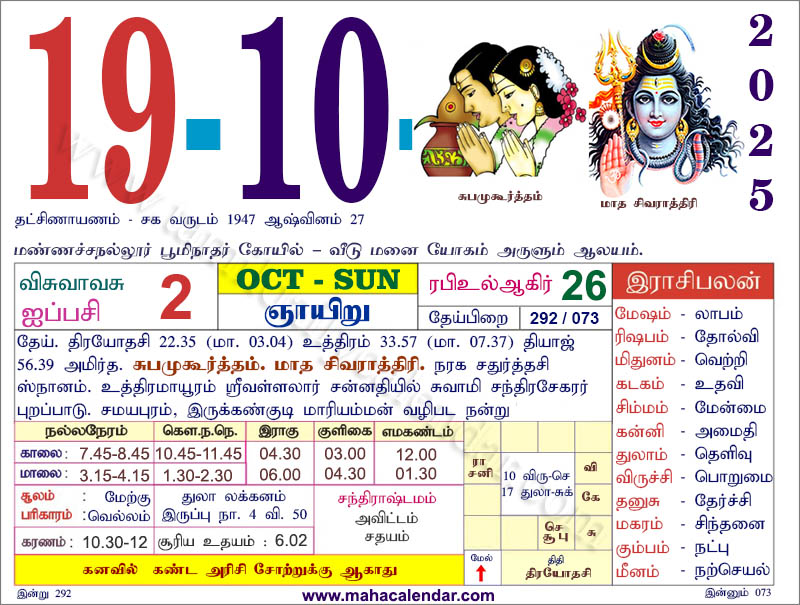 19-10-
2025
சுபமுகூர்த்தம்
மாத சிவராத்திரி
தட்சிணாயணம் - சக வருடம் 1947 ஆஷ்வினம் 27
மண்ணச்சநல்லூர் பூமிநாதர் கோயில் – வீடு மனை யோகம் அருளும் ஆலயம்.
விசுவாவசு
ஐப்பசி 2
OCT - SUN
ஞாயிறு
ரபிஉல்ஆகிர் 26
தேய்பிறை 292 / 073
தேய். திரயோதசி 22.35 (மா. 03.04) உத்திரம் 33.57 (மா. 07.37) தியாஜ்
56.39 அமிர்த. சுபமுகூர்த்தம். மாத சிவராத்திரி. நரக சதுர்த்தசி
ஸ்நானம். உத்திரமாயூரம் ஸ்ரீவள்ளலார் சன்னதியில் சுவாமி சந்திரசேகரர்
புறப்பாடு. சமயபுரம், இருக்கண்குடி மாரியம்மன் வழிபட நன்று
நல்லநேரம் கௌ.ந.நெ. இராகு குளிகை எமகண்டம்
காலை: 7.45-8.45 10.45-11.45 04.30 03.00 12.00
மாலை: 3.15-4.15 1.30-2.30 06.00 04.30 01.30
சூலம் : மேற்கு
பரிகாரம் :வெல்லம்
துலா லக்கனம்
இருப்பு நா. 4 வி. 50
சந்திராஷ்டமம்
அவிட்டம்
சதயம்
கரணம்: 10.30-12 சூரிய உதயம் : 6.02
கனவில் கண்ட அரிசி சோற்றுக்கு ஆகாது
ரா
சனி
10 விரு-செ
17 துலா-சுக்
வி
கே
செ
சூபு
சு
மேல்
↑
திதி
திரயோதசி
இராசிபலன்
மேஷம் - லாபம்
ரிஷபம் - தோல்வி
மிதுனம் - வெற்றி
கடகம் - உதவி
சிம்மம் - மேன்மை
கன்னி - அமைதி
துலாம் - தெளிவு
விருச்சி - பொறுமை
தனுசு - தேர்ச்சி
மகரம் - சிந்தனை
கும்பம் - நட்பு
மீனம் - நற்செயல்
இன்று 292
www.mahacalendar.com
இன்னும் 073